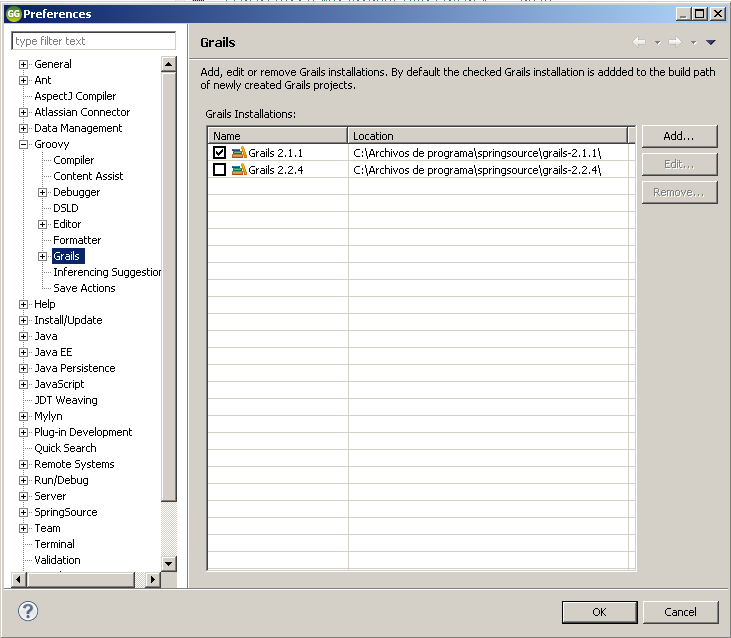 Preferences
type filter text
General
Ant
AspectJ Compiler
Atlassian Connector
Data Management
Groovy
Compiler
Content Assist
Debugger
DSLD
Editor
Formatter
Grails
Inferencing Suggestion
Save Actions
Help
Install/Update
Java
Java EE
Java Persistence
JavaScript
JDT Weaving
Mylyn
Plug-in Development
Quick Search
Remote Systems
Run/Debug
Server
SpringSource
Team
Terminal
Validation
Grails
Add, edit or remove Grails installations. By default the checked Grails installation is addded to the build path
of newly created Grails projects.
Grails Installations:
Name Location
Grails 2.1.1 C:\Archivos de programa\springsource\grails-2.1.1\
Grails 2.2.4 C:\Archivos de programa\springsource\grails-2.2.4\
Add...
Edit...
Remove...
OK Cancel